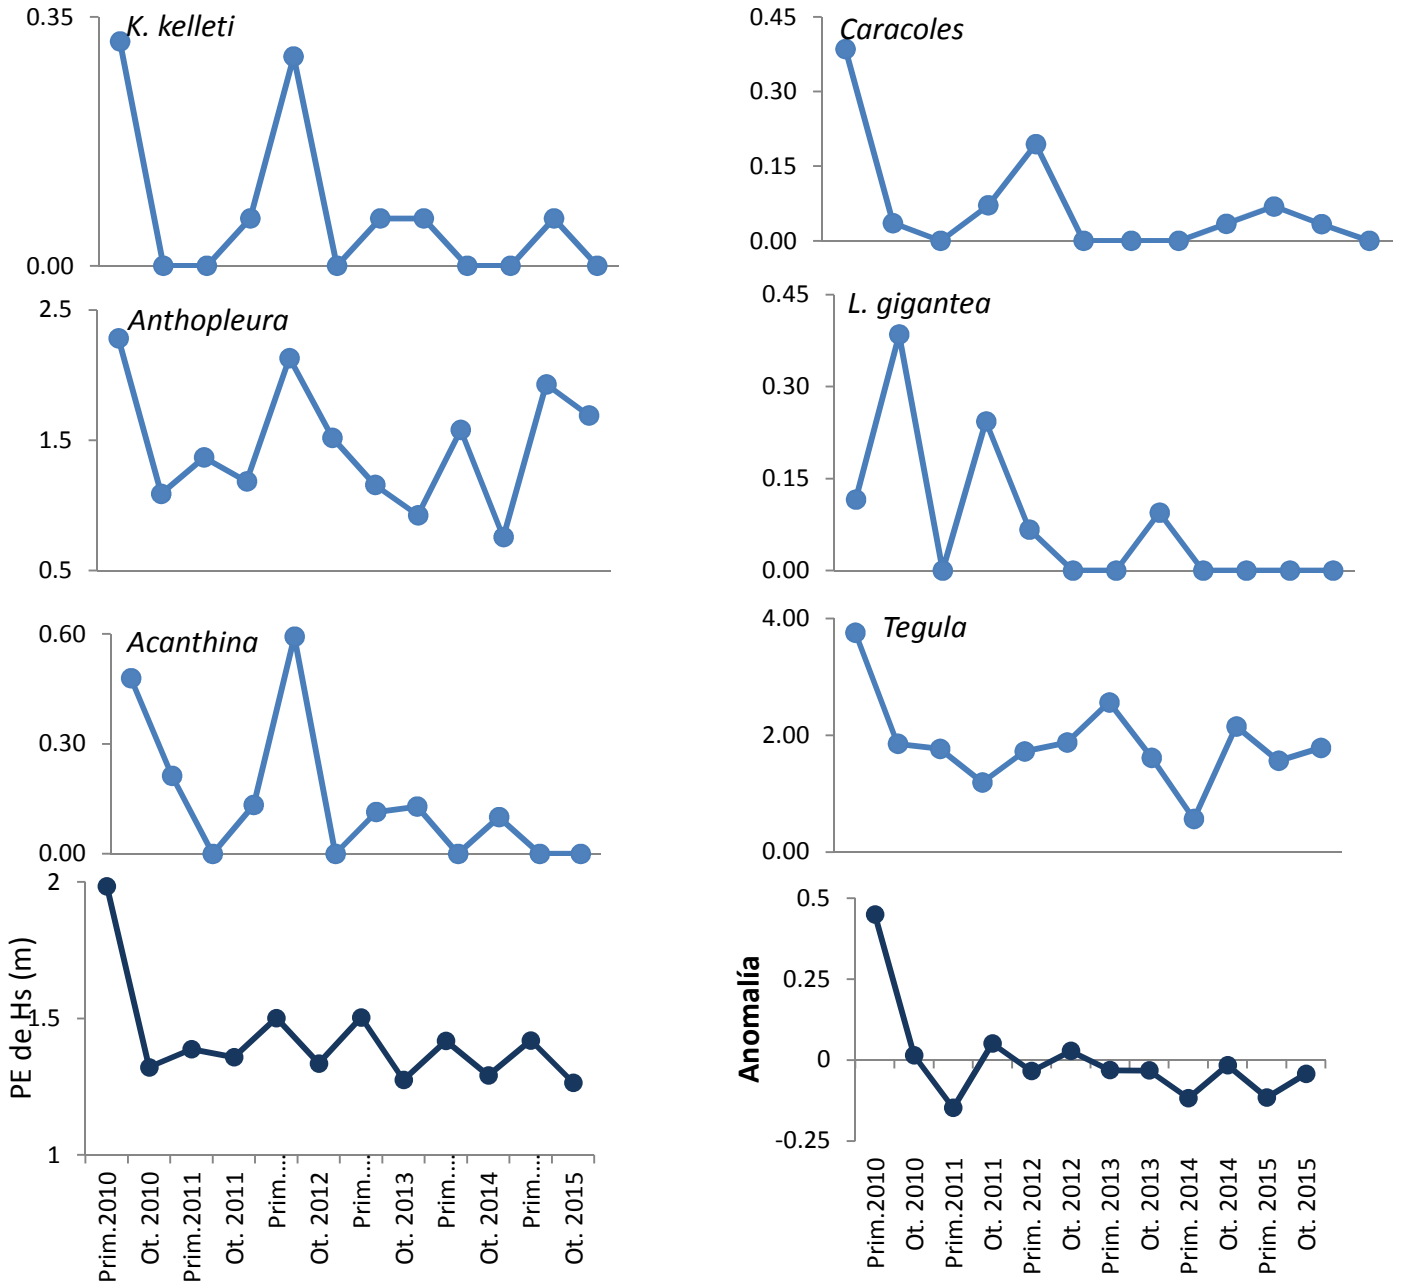 K. kelleti
0.35
0.00
Caracoles
0.45
0.30
0.15
0.00
Anthopleura
2.5
1.5
0.5
L. gigantea
0.45
0.30
0.15
0.00
Acanthina
0.60
0.30
0.00
Tegula
4.00
2.00
0.00
PE de Hs (m)
2
1.5
1
Prim.2010
Ot. 2010
Prim.2011
Ot. 2011
Prim....
Ot. 2012
Prim....
Ot. 2013
Prim....
Ot. 2014
Prim....
Ot. 2015
Anomalía
0.5
0.25
0
-0.25
Prim.2010
Ot. 2010
Prim.2011
Ot. 2011
Prim. 2012
Ot. 2012
Prim. 2013
Ot. 2013
Prim. 2014
Ot. 2014
Prim. 2015
Ot. 2015